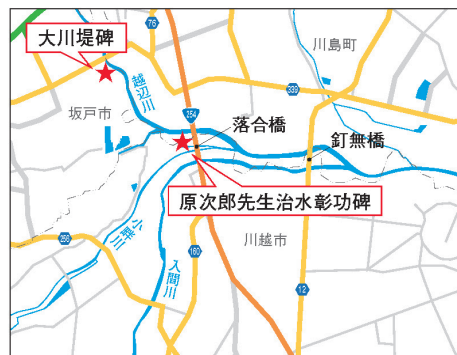 76
大川堤碑
川島町
越辺川
339
坂戸市
254
落合橋
釘無橋
原次郎先生治水彰功碑
小畔川
川越市
256
160
入間川
12